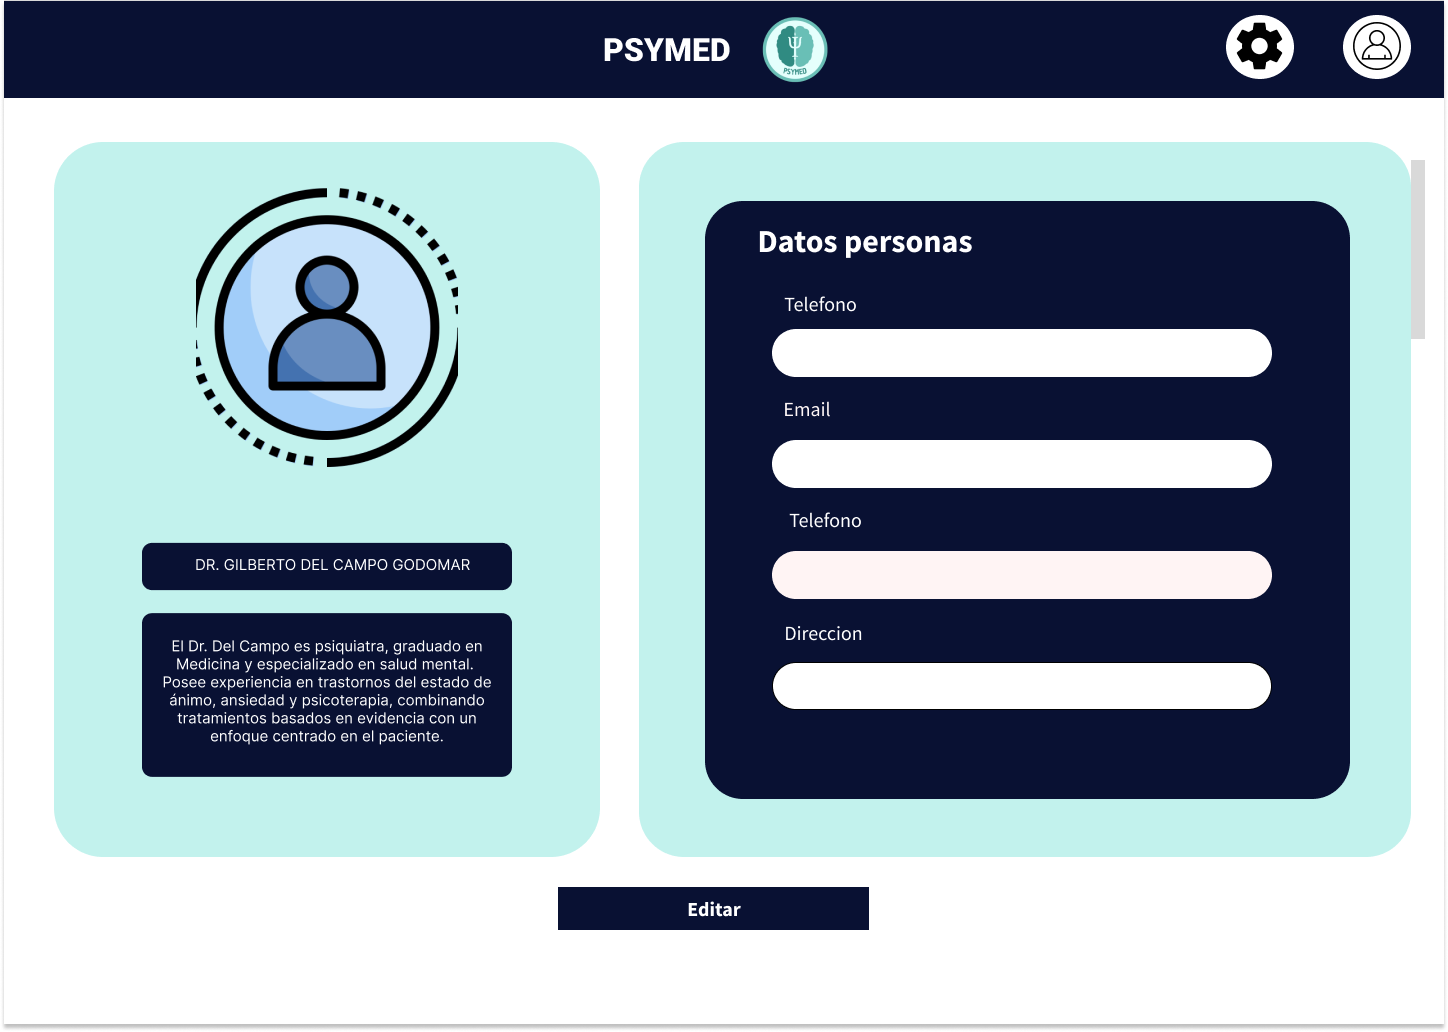 PSYMED
PSYMED
DR. GILBERTO DEL CAMPO GODOMAR
El Dr. Del Campo es psiquiatra, graduado en
Medicina y especializado en salud mental.
Posee experiencia en trastornos del estado de
ánimo, ansiedad y psicoterapia, combinando
tratamientos basados en evidencia con un
enfoque centrado en el paciente.
Datos personas
Telefono
Email
Telefono
Direccion
Editar